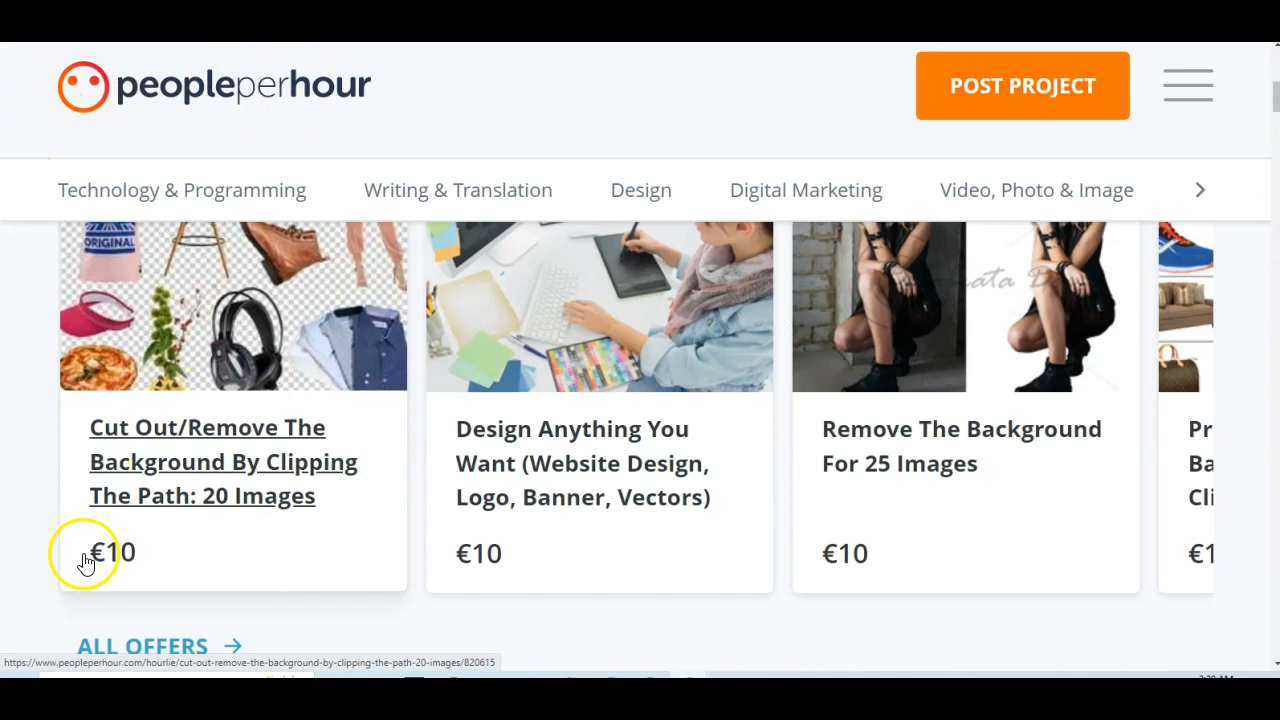 peopleperhour
POST PROJECT
Technology & Programming
Writing & Translation
Design
Digital Marketing
Video, Photo & Image
ORIGINAL
Cut Out/Remove The
Background By Clipping
The Path: 20 Images
€10
Design Anything You
Want (Website Design,
Logo, Banner, Vectors)
€10
Remove The Background
For 25 Images
€10
Pr
Ba
Cli
€1
ALL OFFERS
https://www.peopleperhour.com/hourlie/cut-out-remove-the-background-by-clipping-the-path-20-images/820615